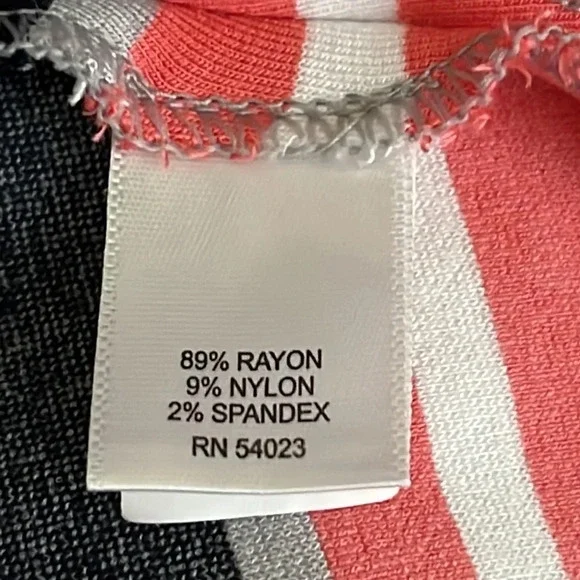 89% RAYON
9% NYLON
2% SPANDEX
RN 54023